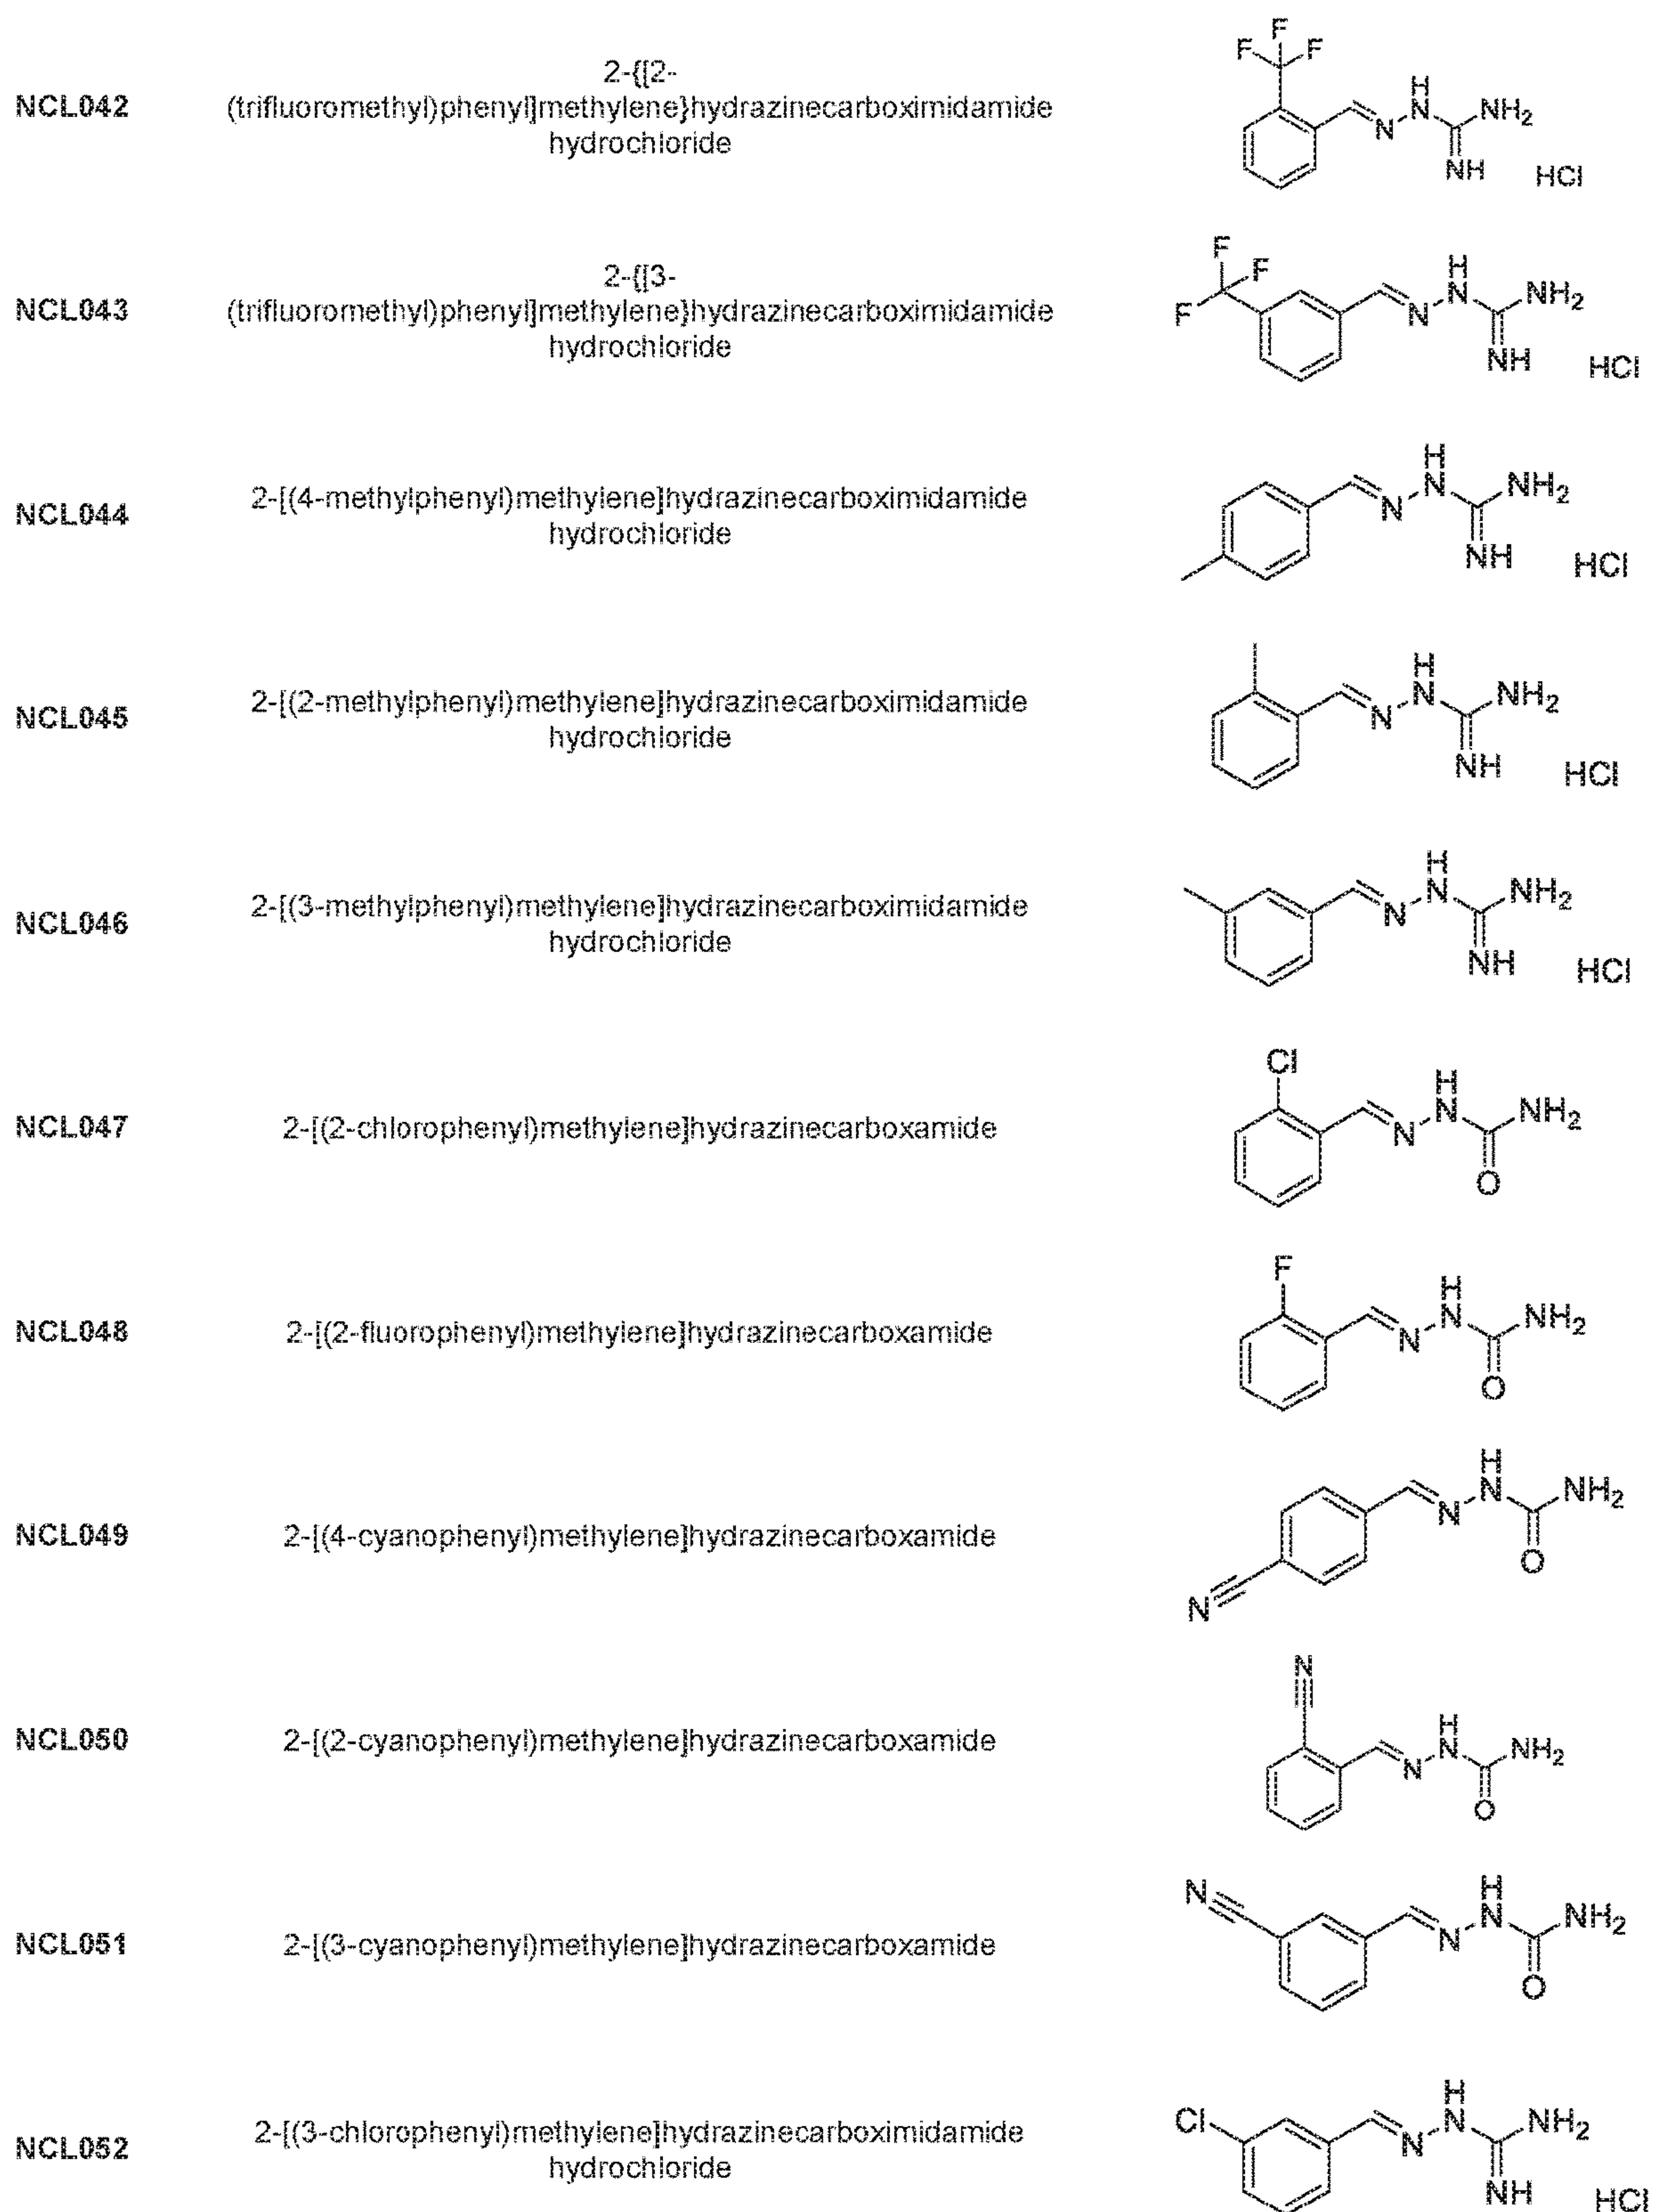 NCL042
2-{[2-
(trifluoromethyl)phenyl]methylene}hydrazinecarboximidamide
hydrochloride
F
F F
H
N NH2
N
NH HCl
NCL043
2-{[3-
(trifluoromethyl)phenyl]methylene}hydrazinecarboximidamide
hydrochloride
F
F
F
H
N NH2
N
NH HCl
NCL044
2-[(4-methylphenyl)methylene]hydrazinecarboximidamide
hydrochloride
H
N NH2
N
NH HCl
NCL045
2-[(2-methylphenyl)methylene]hydrazinecarboximidamide
hydrochloride
H
N NH2
N
NH HCl
NCL046
2-[(3-methylphenyl)methylene]hydrazinecarboximidamide
hydrochloride
H
N NH2
N
NH HCl
NCL047
2-[(2-chlorophenyl)methylene]hydrazinecarboxamide
Cl
H
N NH2
N
O
NCL048
2-[(2-fluorophenyl)methylene]hydrazinecarboxamide
F
H
N NH2
N
O
NCL049
2-[(4-cyanophenyl)methylene]hydrazinecarboxamide
H
N NH2
N
O
N
NCL050
2-[(2-cyanophenyl)methylene]hydrazinecarboxamide
N
H
N NH2
N
O
NCL051
2-[(3-cyanophenyl)methylene]hydrazinecarboxamide
N
H
N NH2
N
O
NCL052
2-[(3-chlorophenyl)methylene]hydrazinecarboximidamide
hydrochloride
H
Cl N NH2
N
NH HCl